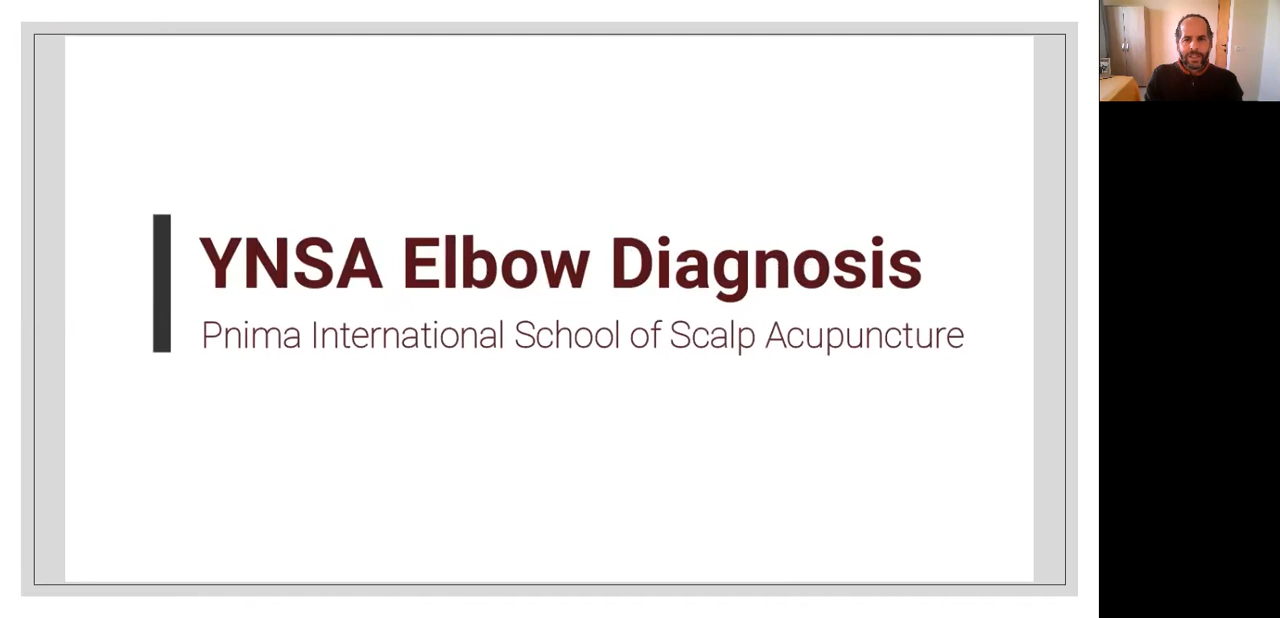 YNSA Elbow Diagnosis
Pnima International School of Scalp Acupuncture